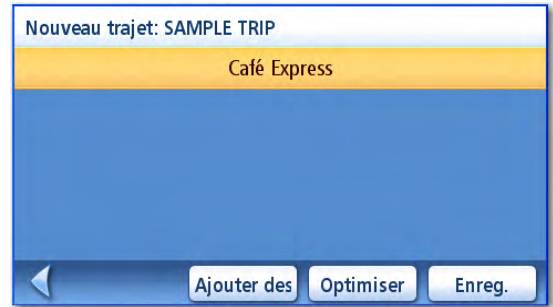 Nouveau trajet: SAMPLE TRIP
Café Express
Ajouter des Optimiser Enreg.